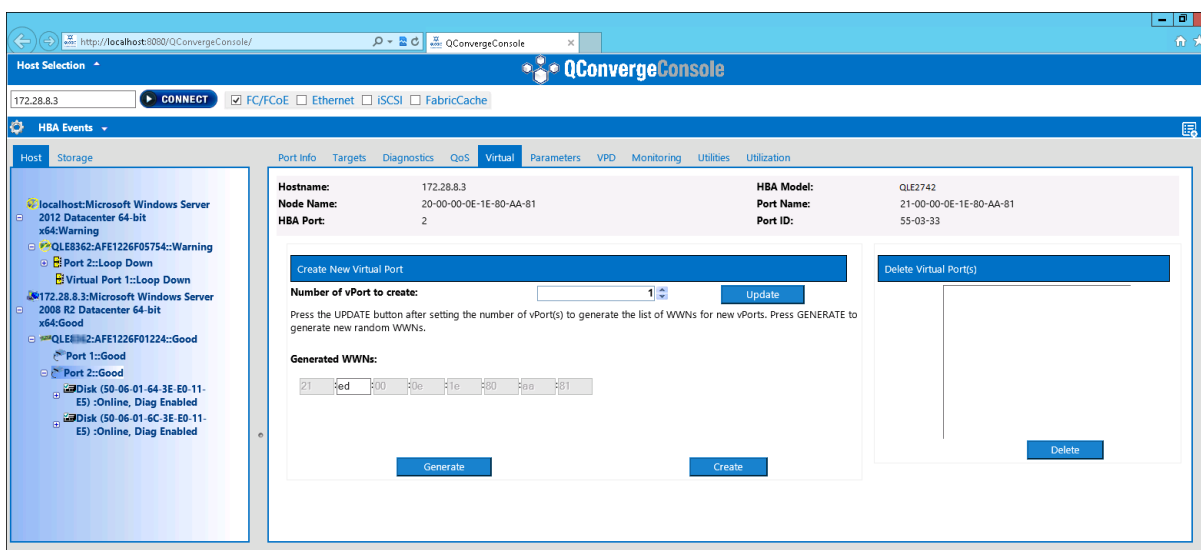 http://localhost:8080/QConvergeConsole/
QConvergeConsole
Host Selection
QConvergeConsole
172.28.8.3
CONNECT
FC/FCoE
Ethernet
iSCSI
FabricCache
HBA Events
Host
Storage
Port Info
Targets
Diagnostics
QoS
Virtual
Parameters
VPD
Monitoring
Utilities
Utilization
localhost:Microsoft Windows Server
2012 Datacenter 64-bit
x64:Warning
QLE8362:AFE1226F05754::Warning
Port 2::Loop Down
Virtual Port 1::Loop Down
172.28.8.3:Microsoft Windows Server
2008 R2 Datacenter 64-bit
x64:Good
2:AFE1226F01224::Good
Port 1::Good
Port 2::Good
Disk (50-06-01-64-3E-E0-11-
E5) :Online, Diag Enabled
Disk (50-06-01-6C-3E-E0-11-
E5) :Online, Diag Enabled
Hostname: 172.28.8.3 HBA Model: QLE2742
Node Name: 20-00-00-0E-1E-80-AA-81 Port Name: 21-00-00-0E-1E-80-AA-81
HBA Port: 2 Port ID: 55-03-33
Create New Virtual Port
Number of vPort to create: 1 Update
Press the UPDATE button after setting the number of vPort(s) to generate the list of WWNs for new vPorts. Press GENERATE to
generate new random WWNs.
Generated WWNs:
21 :ed :00 :0e :1e :80 :aa :81
Generate
Create
Delete Virtual Port(s)
Delete